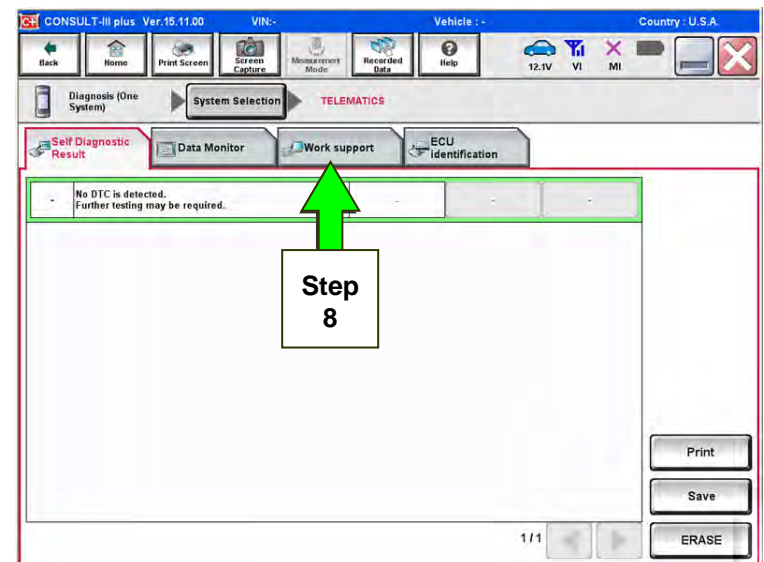 CONSULT-III plus Ver.15.11.00 VIN:- Vehicle : - Country : U.S.A.
Back
Home
Print Screen
Screen
Capture
Measurement
Mode
Recorded
Data
Help
12.1V
VI
MI
Diagnosis (One
System)
System Selection
TELEMATICS
Self Diagnostic
Result
Data Monitor
Work support
ECU
identification
- No DTC is detected.
Further testing may be required.
-
-
-
Step
8
Print
Save
1/1
ERASE